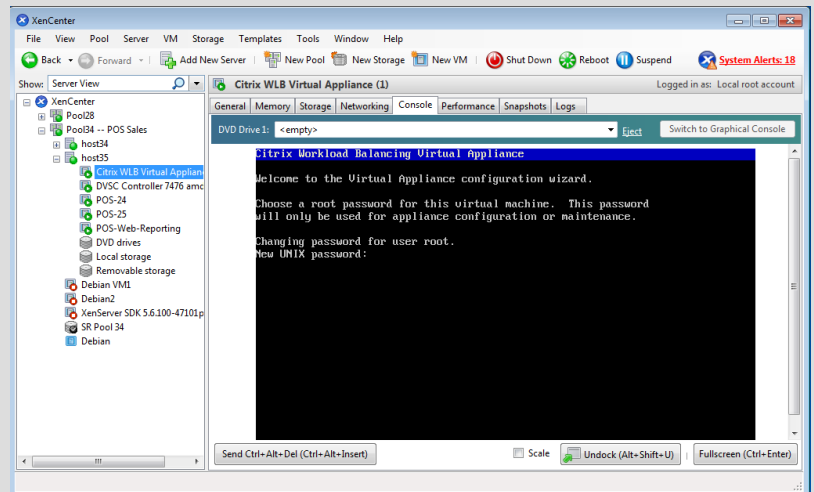 XenCenter
File View Pool Server VM Storage Templates Tools Window Help
Back Forward Add New Server New Pool New Storage New VM Shut Down Reboot Suspend System Alerts: 18
Show: Server View
Citrix WLB Virtual Appliance (1)
Logged in as: Local root account
XenCenter
Pool28
Pool34 -- POS Sales
host34
host35
Citrix WLB Virtual Applian
DVSC Controller 7476 amc
POS-24
POS-25
POS-Web-Reporting
DVD drives
Local storage
Removable storage
Debian VM1
Debian2
XenServer SDK 5.6.100-47101p
SR Pool 34
Debian
General Memory Storage Networking Console Performance Snapshots Logs
DVD Drive 1: <empty> Eject Switch to Graphical Console
Citrix Workload Balancing Virtual Appliance
Welcome to the Virtual Appliance configuration wizard.
Choose a root password for this virtual machine. This password
will only be used for appliance configuration or maintenance.
Changing password for user root.
New UNIX password:
Send Ctrl+Alt+Del (Ctrl+Alt+Insert) Scale Undock (Alt+Shift+U) Fullscreen (Ctrl+Enter)